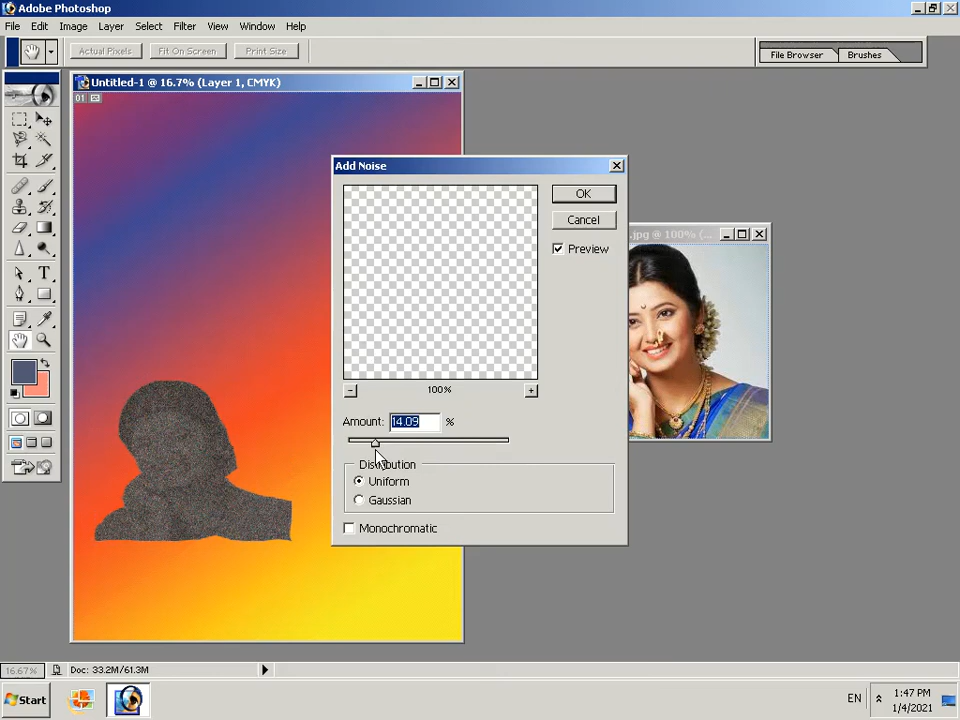 Adobe Photoshop
File Edit Image Layer Select Filter View Window Help
Actual Pixels Fit On Screen Print Size File Browser Brushes
Untitled-1 @ 16.7% (Layer 1, CMYK)
01
Add Noise
OK
Cancel
Preview
.jpg @ 100% (...
100%
Amount: 14.09 %
Distribution
Uniform
Gaussian
Monochromatic
16.67% Doc: 33.2M/61.3M
Start EN 1:47 PM
1/4/2021